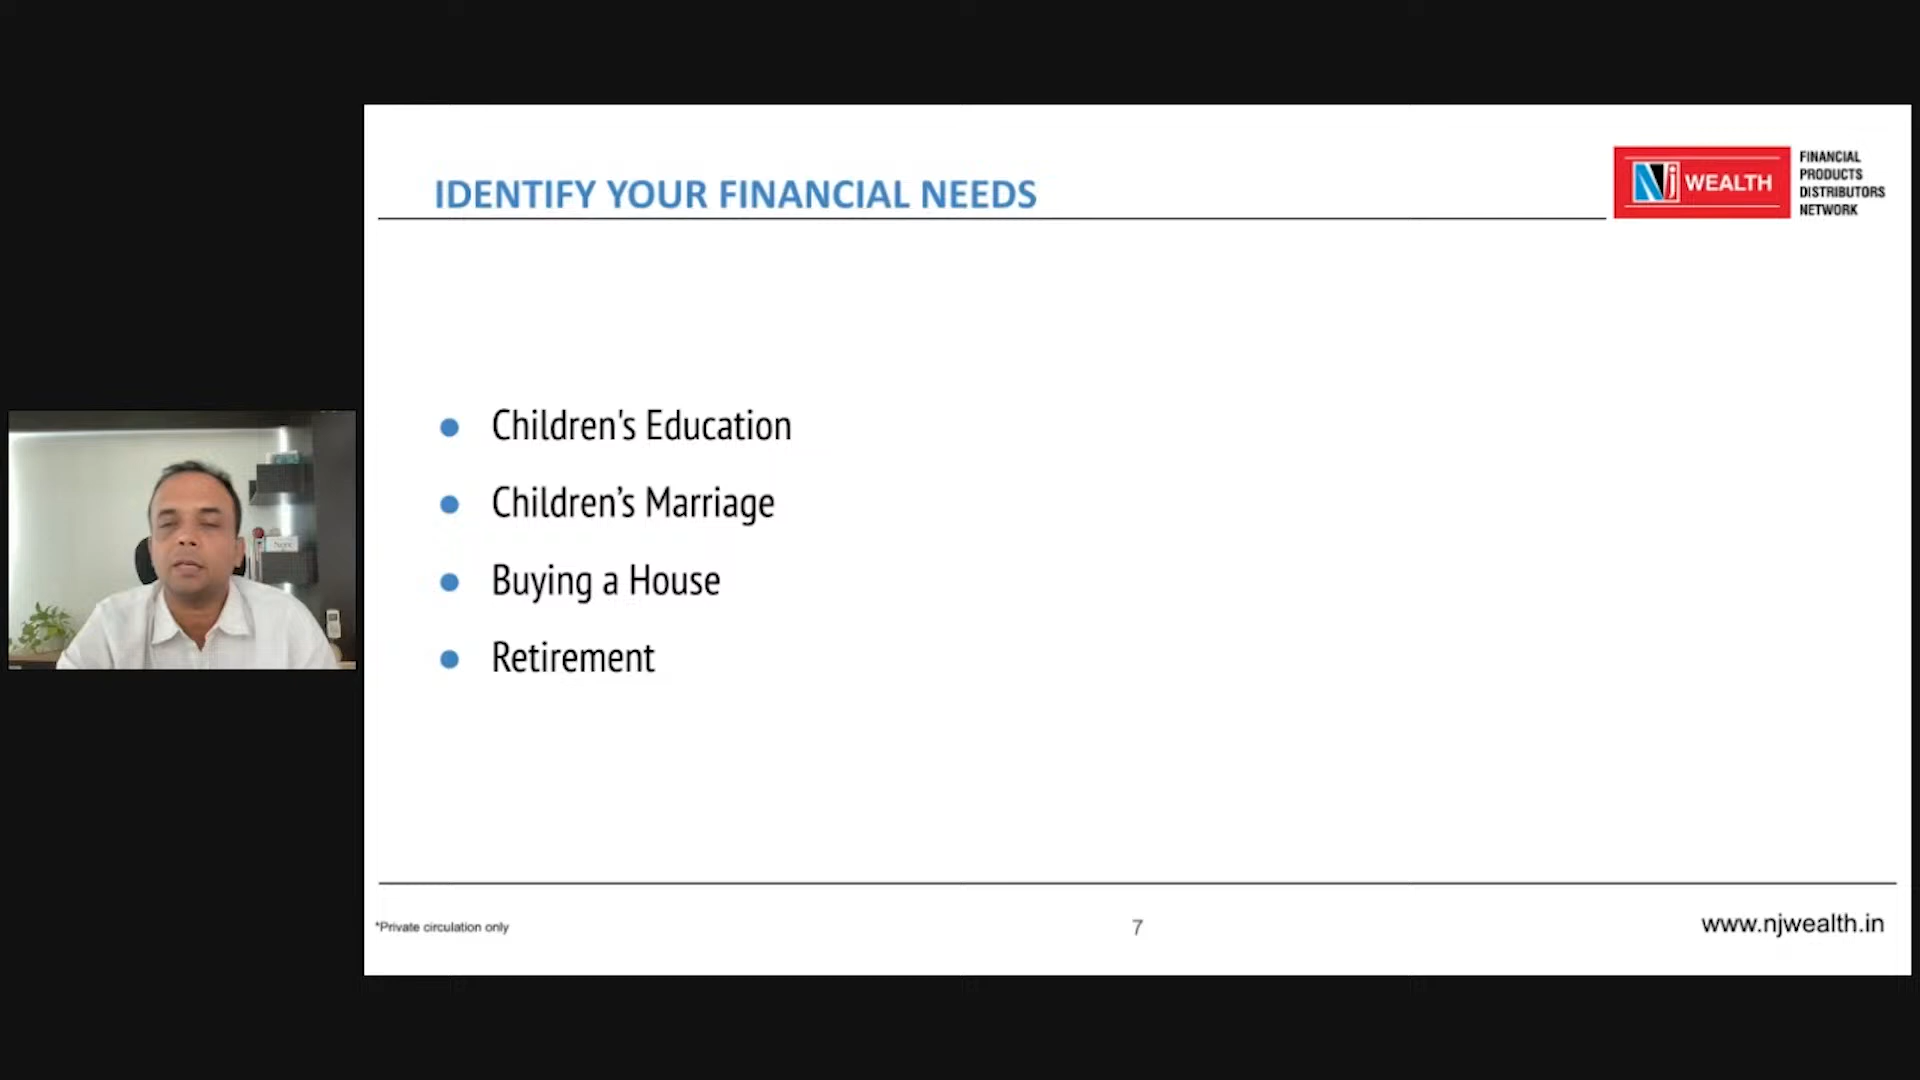 IDENTIFY YOUR FINANCIAL NEEDS
Nj WEALTH
FINANCIAL
PRODUCTS
DISTRIBUTORS
NETWORK
● Children's Education
● Children’s Marriage
● Buying a House
● Retirement
*Private circulation only
7
www.njwealth.in